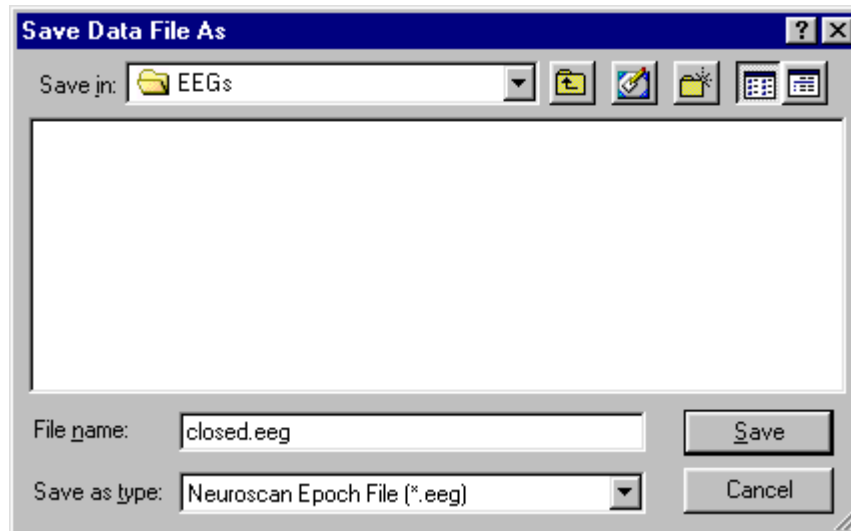 Save Data File As
Save in: EEGs
File name: closed.eeg Save
Save as type: Neuroscan Epoch File (*.eeg) Cancel